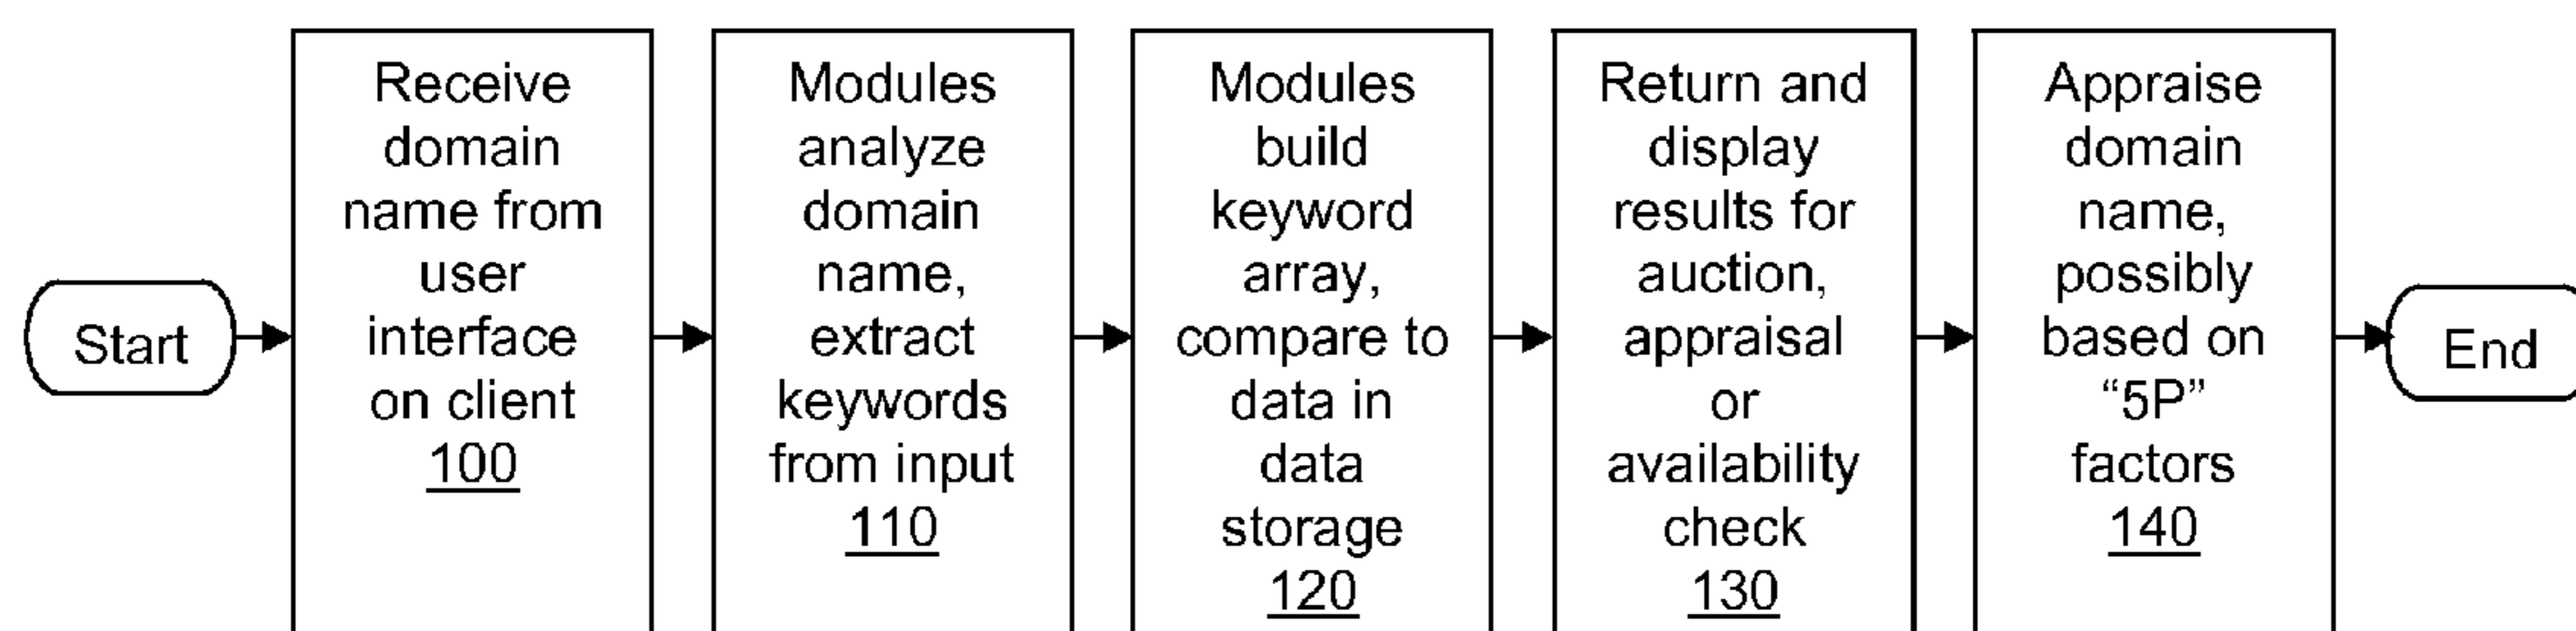 Start
Receive
domain
name from
user
interface
on client
100
Modules
analyze
domain
name,
extract
keywords
from input
110
Modules
build
keyword
array,
compare to
data in
data
storage
120
Return and
display
results for
auction,
appraisal
or
availability
check
130
Appraise
domain
name,
possibly
based on
“5P”
factors
140
End